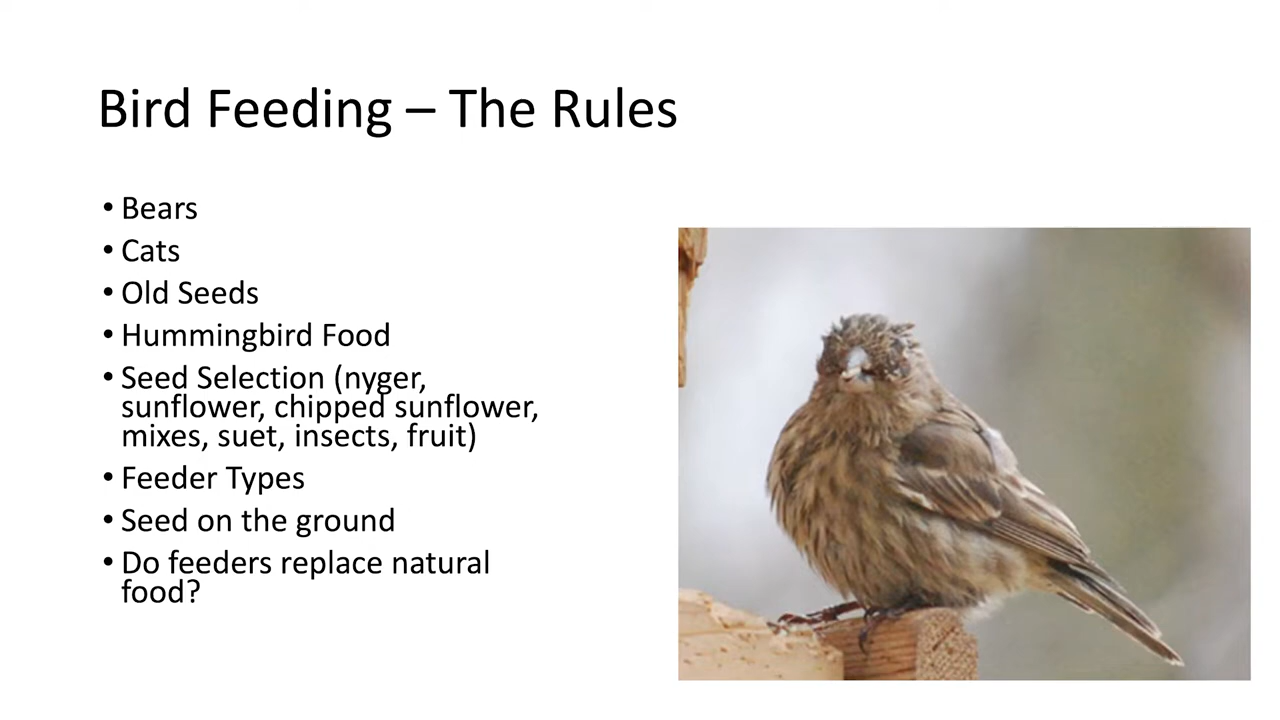 Bird Feeding – The Rules
• Bears
• Cats
• Old Seeds
• Hummingbird Food
• Seed Selection (nyger,
sunflower, chipped sunflower,
mixes, suet, insects, fruit)
• Feeder Types
• Seed on the ground
• Do feeders replace natural
food?